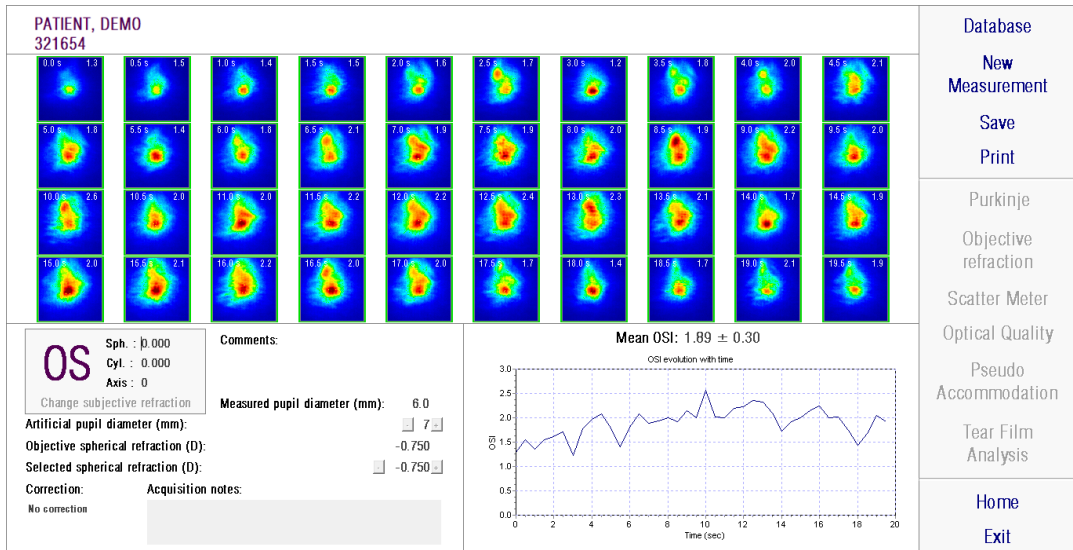 PATIENT, DEMO
321654
0.0 s 1.3 0.5 s 1.5 1.0 s 1.4 1.5 s 1.5 2.0 s 1.6 2.5 s 1.7 3.0 s 1.2 3.5 s 1.8 4.0 s 2.0 4.5 s 2.1
5.0 s 1.8 5.5 s 1.4 6.0 s 1.8 6.5 s 2.1 7.0 s 1.9 7.5 s 1.9 8.0 s 2.0 8.5 s 1.9 9.0 s 2.2 9.5 s 2.0
10.0 s 2.6 10.5 s 2.0 11.0 s 2.0 11.5 s 2.2 12.0 s 2.2 12.5 s 2.4 13.0 s 2.3 13.5 s 2.1 14.0 s 1.7 14.5 s 1.9
15.0 s 2.0 15.5 s 2.1 16.0 s 2.2 16.5 s 2.0 17.0 s 2.0 17.5 s 1.7 18.0 s 1.4 18.5 s 1.7 19.0 s 2.1 19.5 s 1.9
OS
Sph. : 0.000
Cyl. : 0.000
Axis : 0
Change subjective refraction
Comments:
Measured pupil diameter (mm): 6.0
Artificial pupil diameter (mm): - 7 +
Objective spherical refraction (D): -0.750
Selected spherical refraction (D): - -0.750 +
Correction:
No correction
Acquisition notes:
Mean OSI: 1.89 ± 0.30
OSI evolution with time
OSI
3.0
2.5
2.0
1.5
1.0
0.5
0.0
0 2 4 6 8 10 12 14 16 18 20
Time (sec)
Database
New
Measurement
Save
Print
Purkinje
Objective
refraction
Scatter Meter
Optical Quality
Pseudo
Accommodation
Tear Film
Analysis
Home
Exit